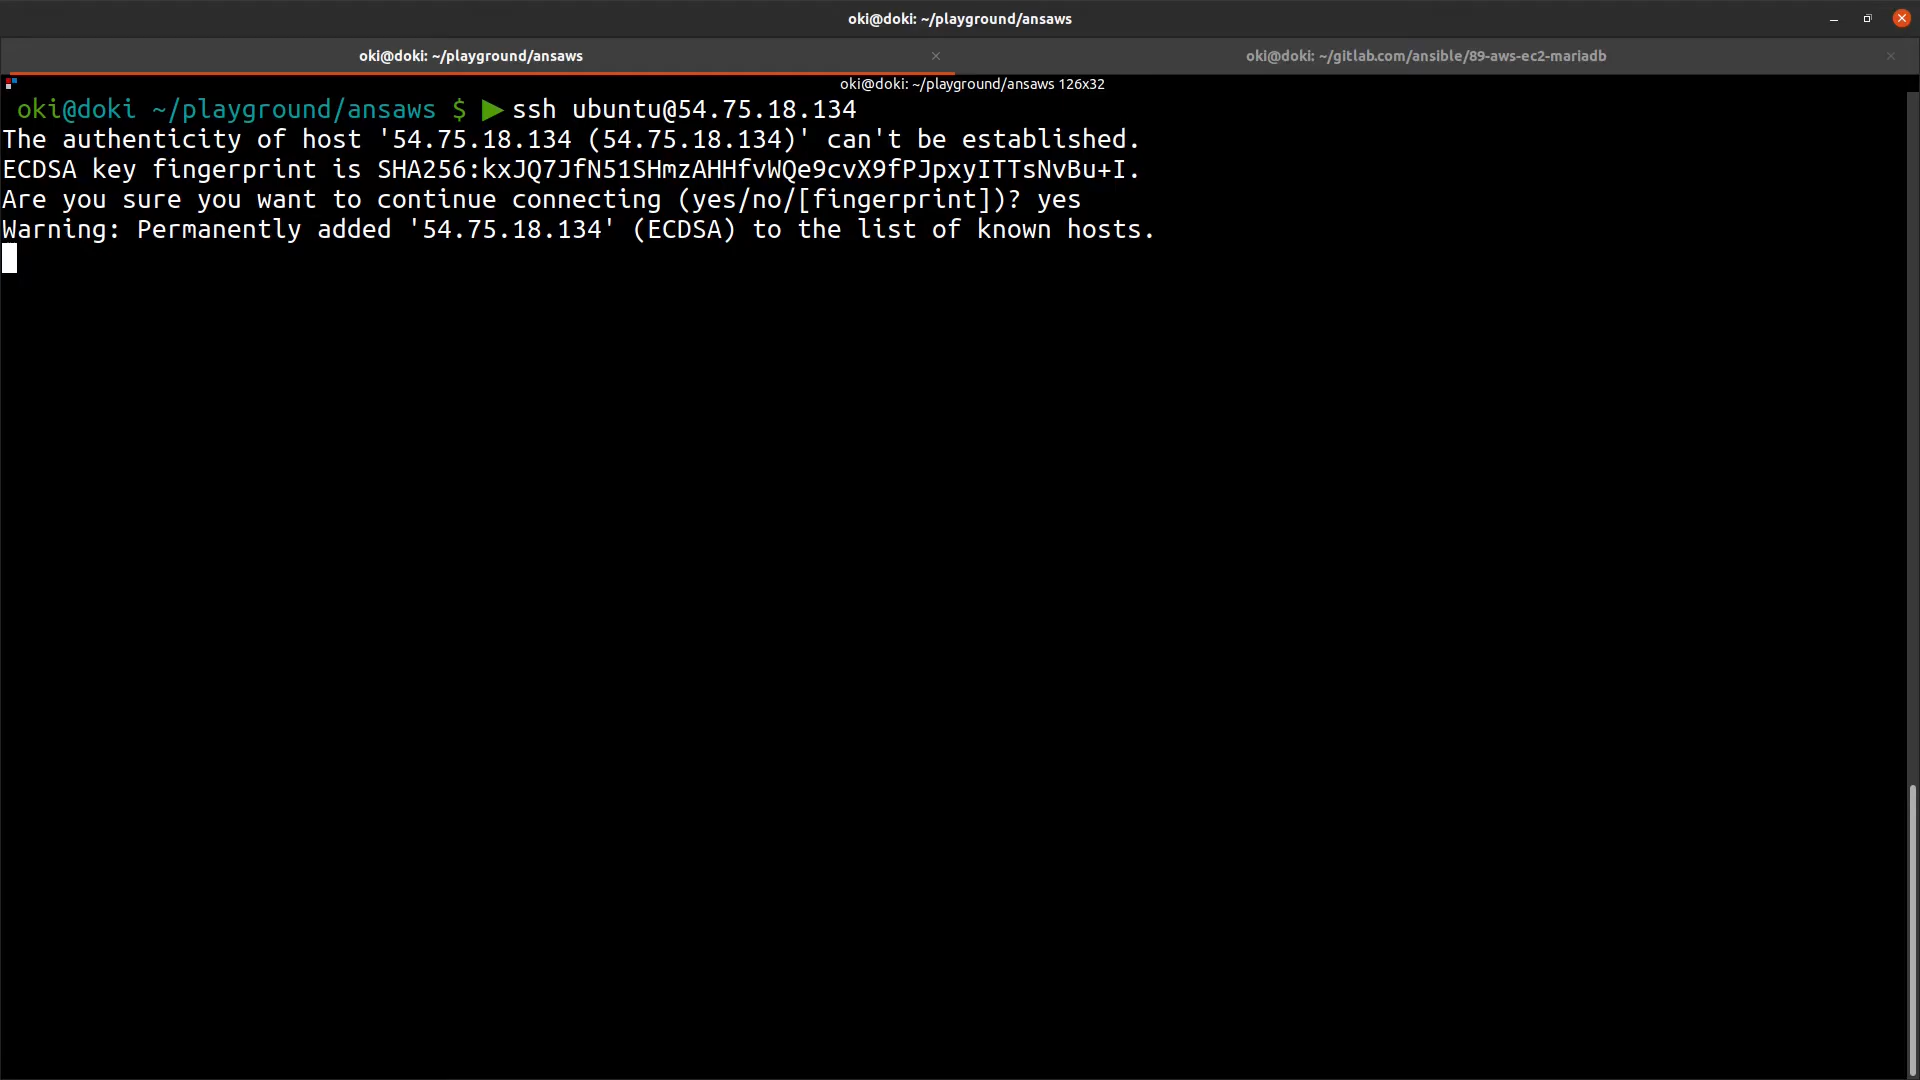 oki@doki: ~/playground/ansaws
oki@doki: ~/playground/ansaws
oki@doki: ~/gitlab.com/ansible/89-aws-ec2-mariadb
oki@doki: ~/playground/ansaws 126x32
oki@doki ~/playground/ansaws $ ▶ssh ubuntu@54.75.18.134
The authenticity of host '54.75.18.134 (54.75.18.134)' can't be established.
ECDSA key fingerprint is SHA256:kxJQ7JfN51SHmzAHHfvWQe9cvX9fPJpxyITTsNvBu+I.
Are you sure you want to continue connecting (yes/no/[fingerprint])? yes
Warning: Permanently added '54.75.18.134' (ECDSA) to the list of known hosts.